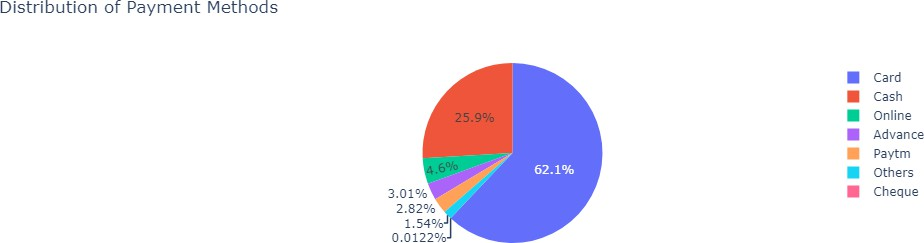 Distribution of Payment Methods
25.9%
62.1%
4.6%
3.01%
2.82%
1.54%
0.0122%
Card
Cash
Online
Advance
Paytm
Others
Cheque